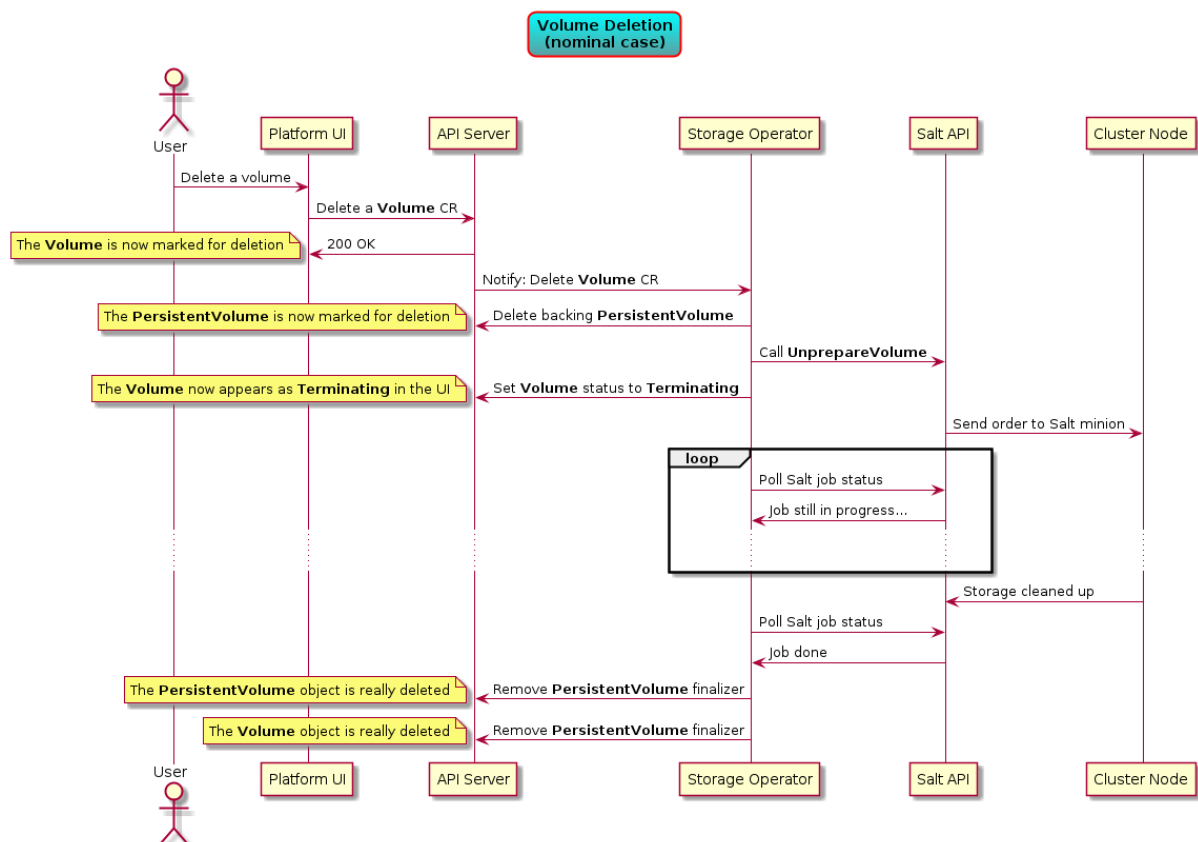 Volume Deletion
(nominal case)
User
Platform UI
API Server
Storage Operator
Salt API
Cluster Node
Delete a volume
Delete a Volume CR
The Volume is now marked for deletion
200 OK
Notify: Delete Volume CR
The PersistentVolume is now marked for deletion
Delete backing PersistentVolume
Call UnprepareVolume
The Volume now appears as Terminating in the UI
Set Volume status to Terminating
Send order to Salt minion
loop
Poll Salt job status
Job still in progress...
Storage cleaned up
Poll Salt job status
Job done
The PersistentVolume object is really deleted
Remove PersistentVolume finalizer
The Volume object is really deleted
Remove PersistentVolume finalizer
User
Platform UI
API Server
Storage Operator
Salt API
Cluster Node